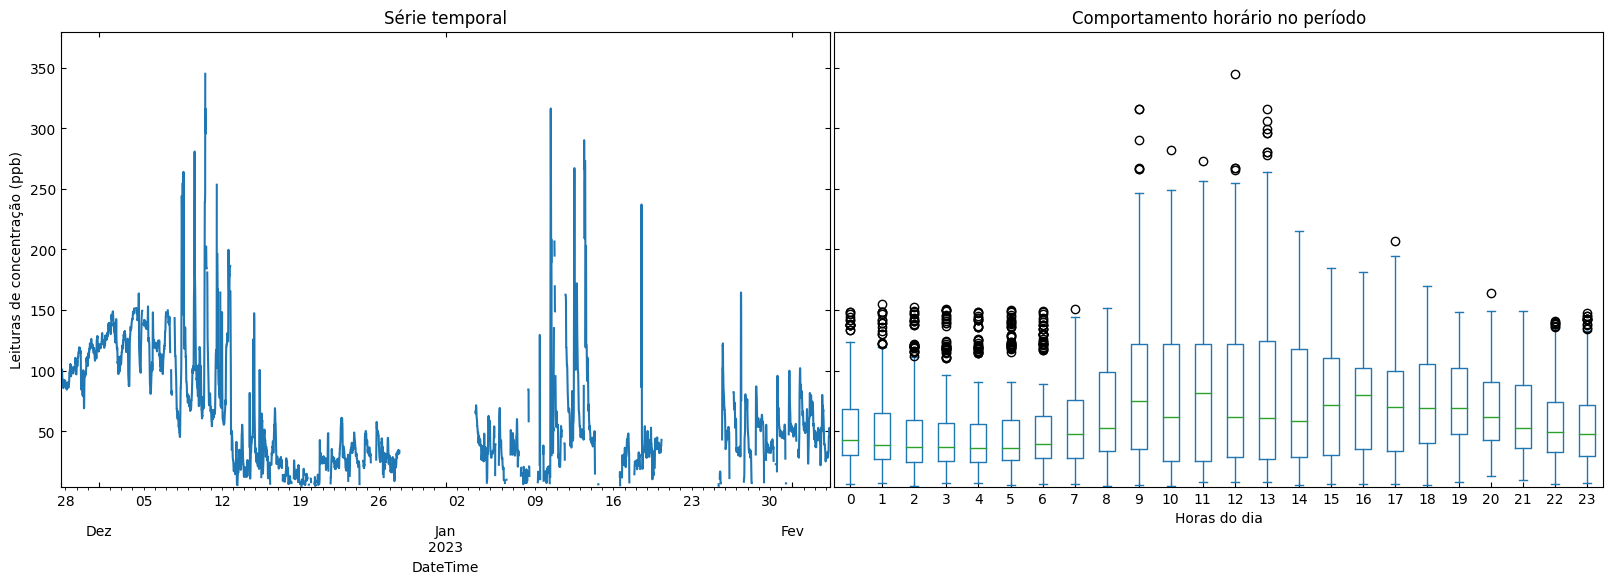 Série temporal
Comportamento horário no período
Leituras de concentração (ppb)
350
300
250
200
150
100
50
28 05 12 19 26 02 09 16 23 30
Dez Jan Fev
2023
DateTime
0 1 2 3 4 5 6 7 8 9 10 11 12 13 14 15 16 17 18 19 20 21 22 23
Horas do dia